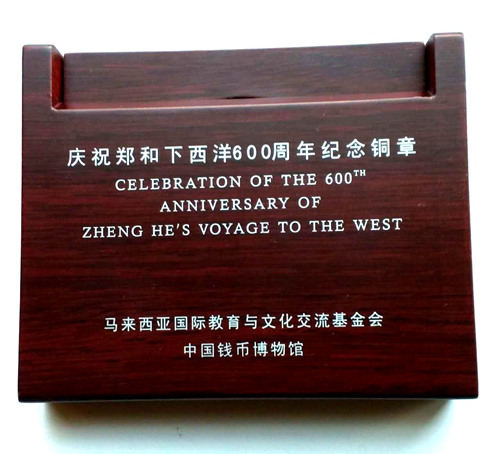 庆祝郑和下西洋600周年纪念铜章
CELEBRATION OF THE 600TH
ANNIVERSARY OF
ZHENG HE'S VOYAGE TO THE WEST
马来西亚国际教育与文化交流基金会
中国钱币博物馆